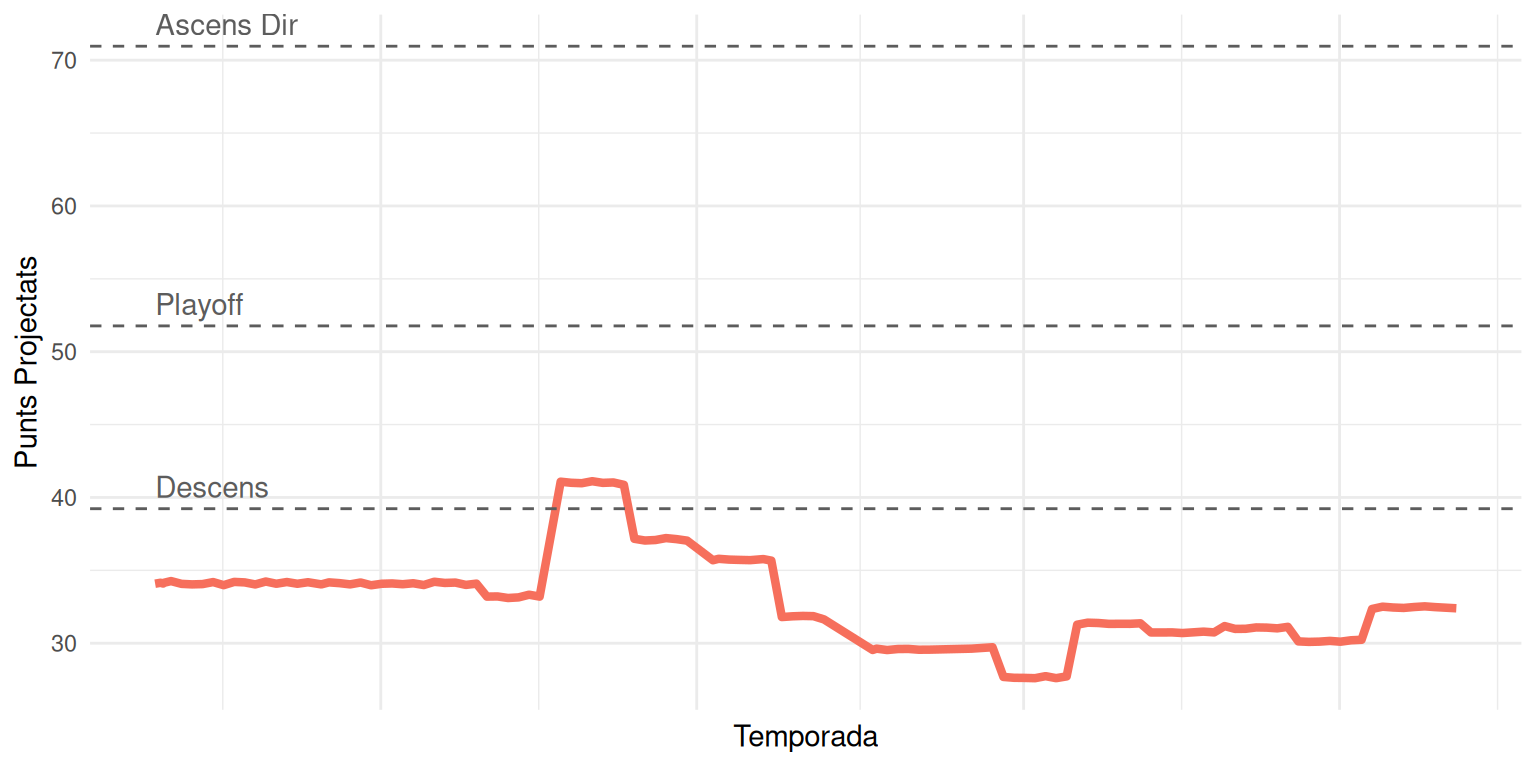 Ascens Dir
70
60
Playoff
50
Descens
40
30
Punts Projectats
Temporada